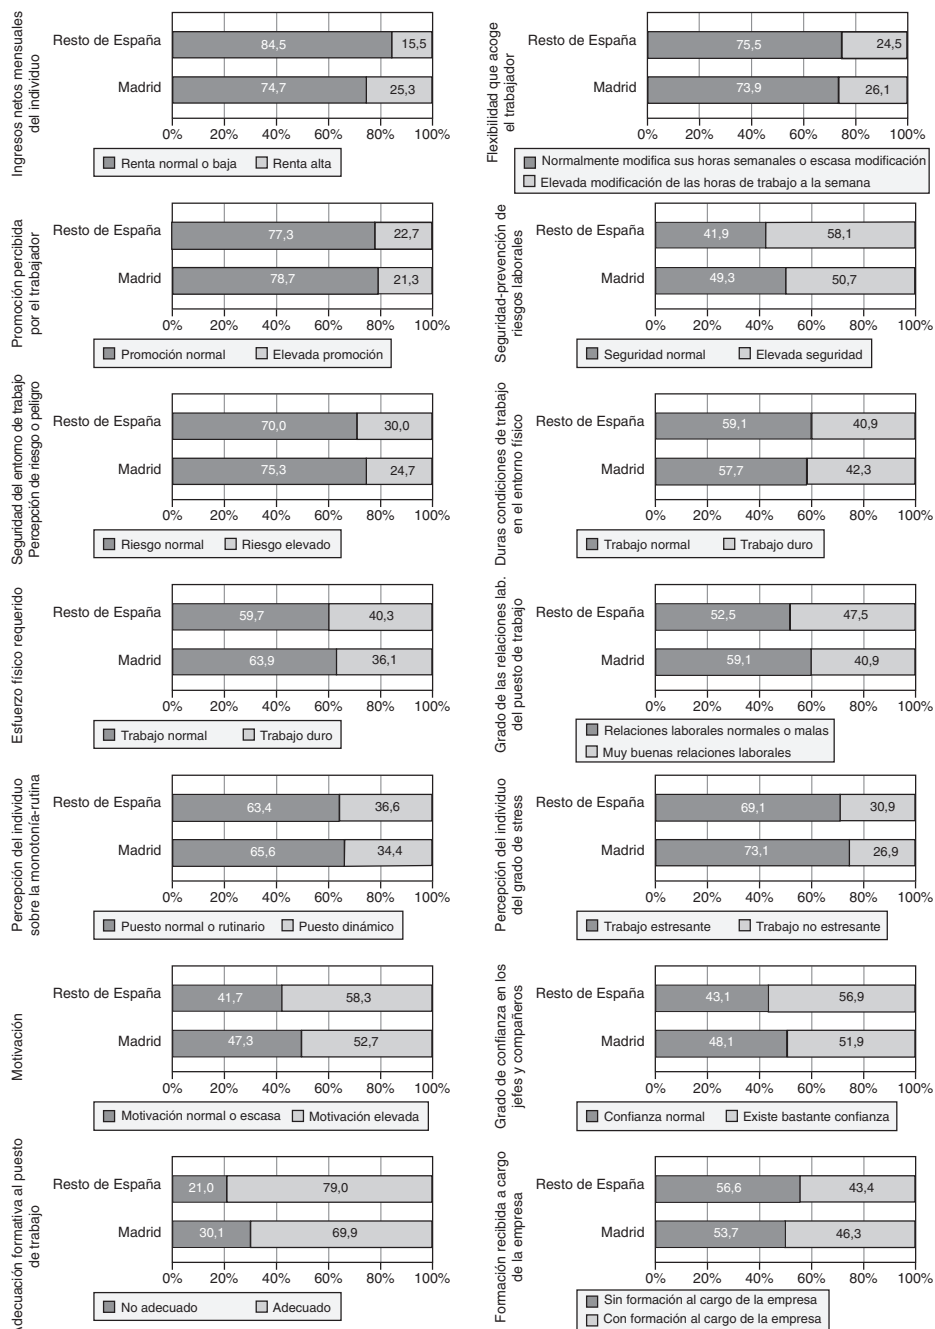 Ingresos netos mensuales
del individuo
Resto de España
84,5
15,5
Madrid
74,7
25,3
0% 20% 40% 60% 80% 100%
Renta normal o baja Renta alta
Flexibilidad que acoge
el trabajador
Resto de España
75,5
24,5
Madrid
73,9
26,1
0% 20% 40% 60% 80% 100%
Normalmente modifica sus horas semanales o escasa modificación
Elevada modificación de las horas de trabajo a la semana
Promoción percibida
por el trabajador
Resto de España
77,3
22,7
Madrid
78,7
21,3
0% 20% 40% 60% 80% 100%
Promoción normal Elevada promoción
Seguridad-prevención de
riesgos laborales
Resto de España
41,9
58,1
Madrid
49,3
50,7
0% 20% 40% 60% 80% 100%
Seguridad normal Elevada seguridad
Seguridad del entorno de trabajo
Percepción de riesgo o peligro
Resto de España
70,0
30,0
Madrid
75,3
24,7
0% 20% 40% 60% 80% 100%
Riesgo normal Riesgo elevado
Duras condiciones de trabajo
en el entorno físico
Resto de España
59,1
40,9
Madrid
57,7
42,3
0% 20% 40% 60% 80% 100%
Trabajo normal Trabajo duro
Esfuerzo físico requerido
Resto de España
59,7
40,3
Madrid
63,9
36,1
0% 20% 40% 60% 80% 100%
Trabajo normal Trabajo duro
Grado de las relaciones lab.
del puesto de trabajo
Resto de España
52,5
47,5
Madrid
59,1
40,9
0% 20% 40% 60% 80% 100%
Relaciones laborales normales o malas
Muy buenas relaciones laborales
Percepción del individuo
sobre la monotonía-rutina
Resto de España
63,4
36,6
Madrid
65,6
34,4
0% 20% 40% 60% 80% 100%
Puesto normal o rutinario Puesto dinámico
Percepción del individuo
del grado de stress
Resto de España
69,1
30,9
Madrid
73,1
26,9
0% 20% 40% 60% 80% 100%
Trabajo estresante Trabajo no estresante
Motivación
Resto de España
41,7
58,3
Madrid
47,3
52,7
0% 20% 40% 60% 80% 100%
Motivación normal o escasa Motivación elevada
Grado de confianza en los
jefes y compañeros
Resto de España
43,1
56,9
Madrid
48,1
51,9
0% 20% 40% 60% 80% 100%
Confianza normal Existe bastante confianza
Adecuación formativa al puesto
de trabajo
Resto de España
21,0
79,0
Madrid
30,1
69,9
0% 20% 40% 60% 80% 100%
No adecuado Adecuado
Formación recibida a cargo
de la empresa
Resto de España
56,6
43,4
Madrid
53,7
46,3
0% 20% 40% 60% 80% 100%
Sin formación al cargo de la empresa
Con formación al cargo de la empresa